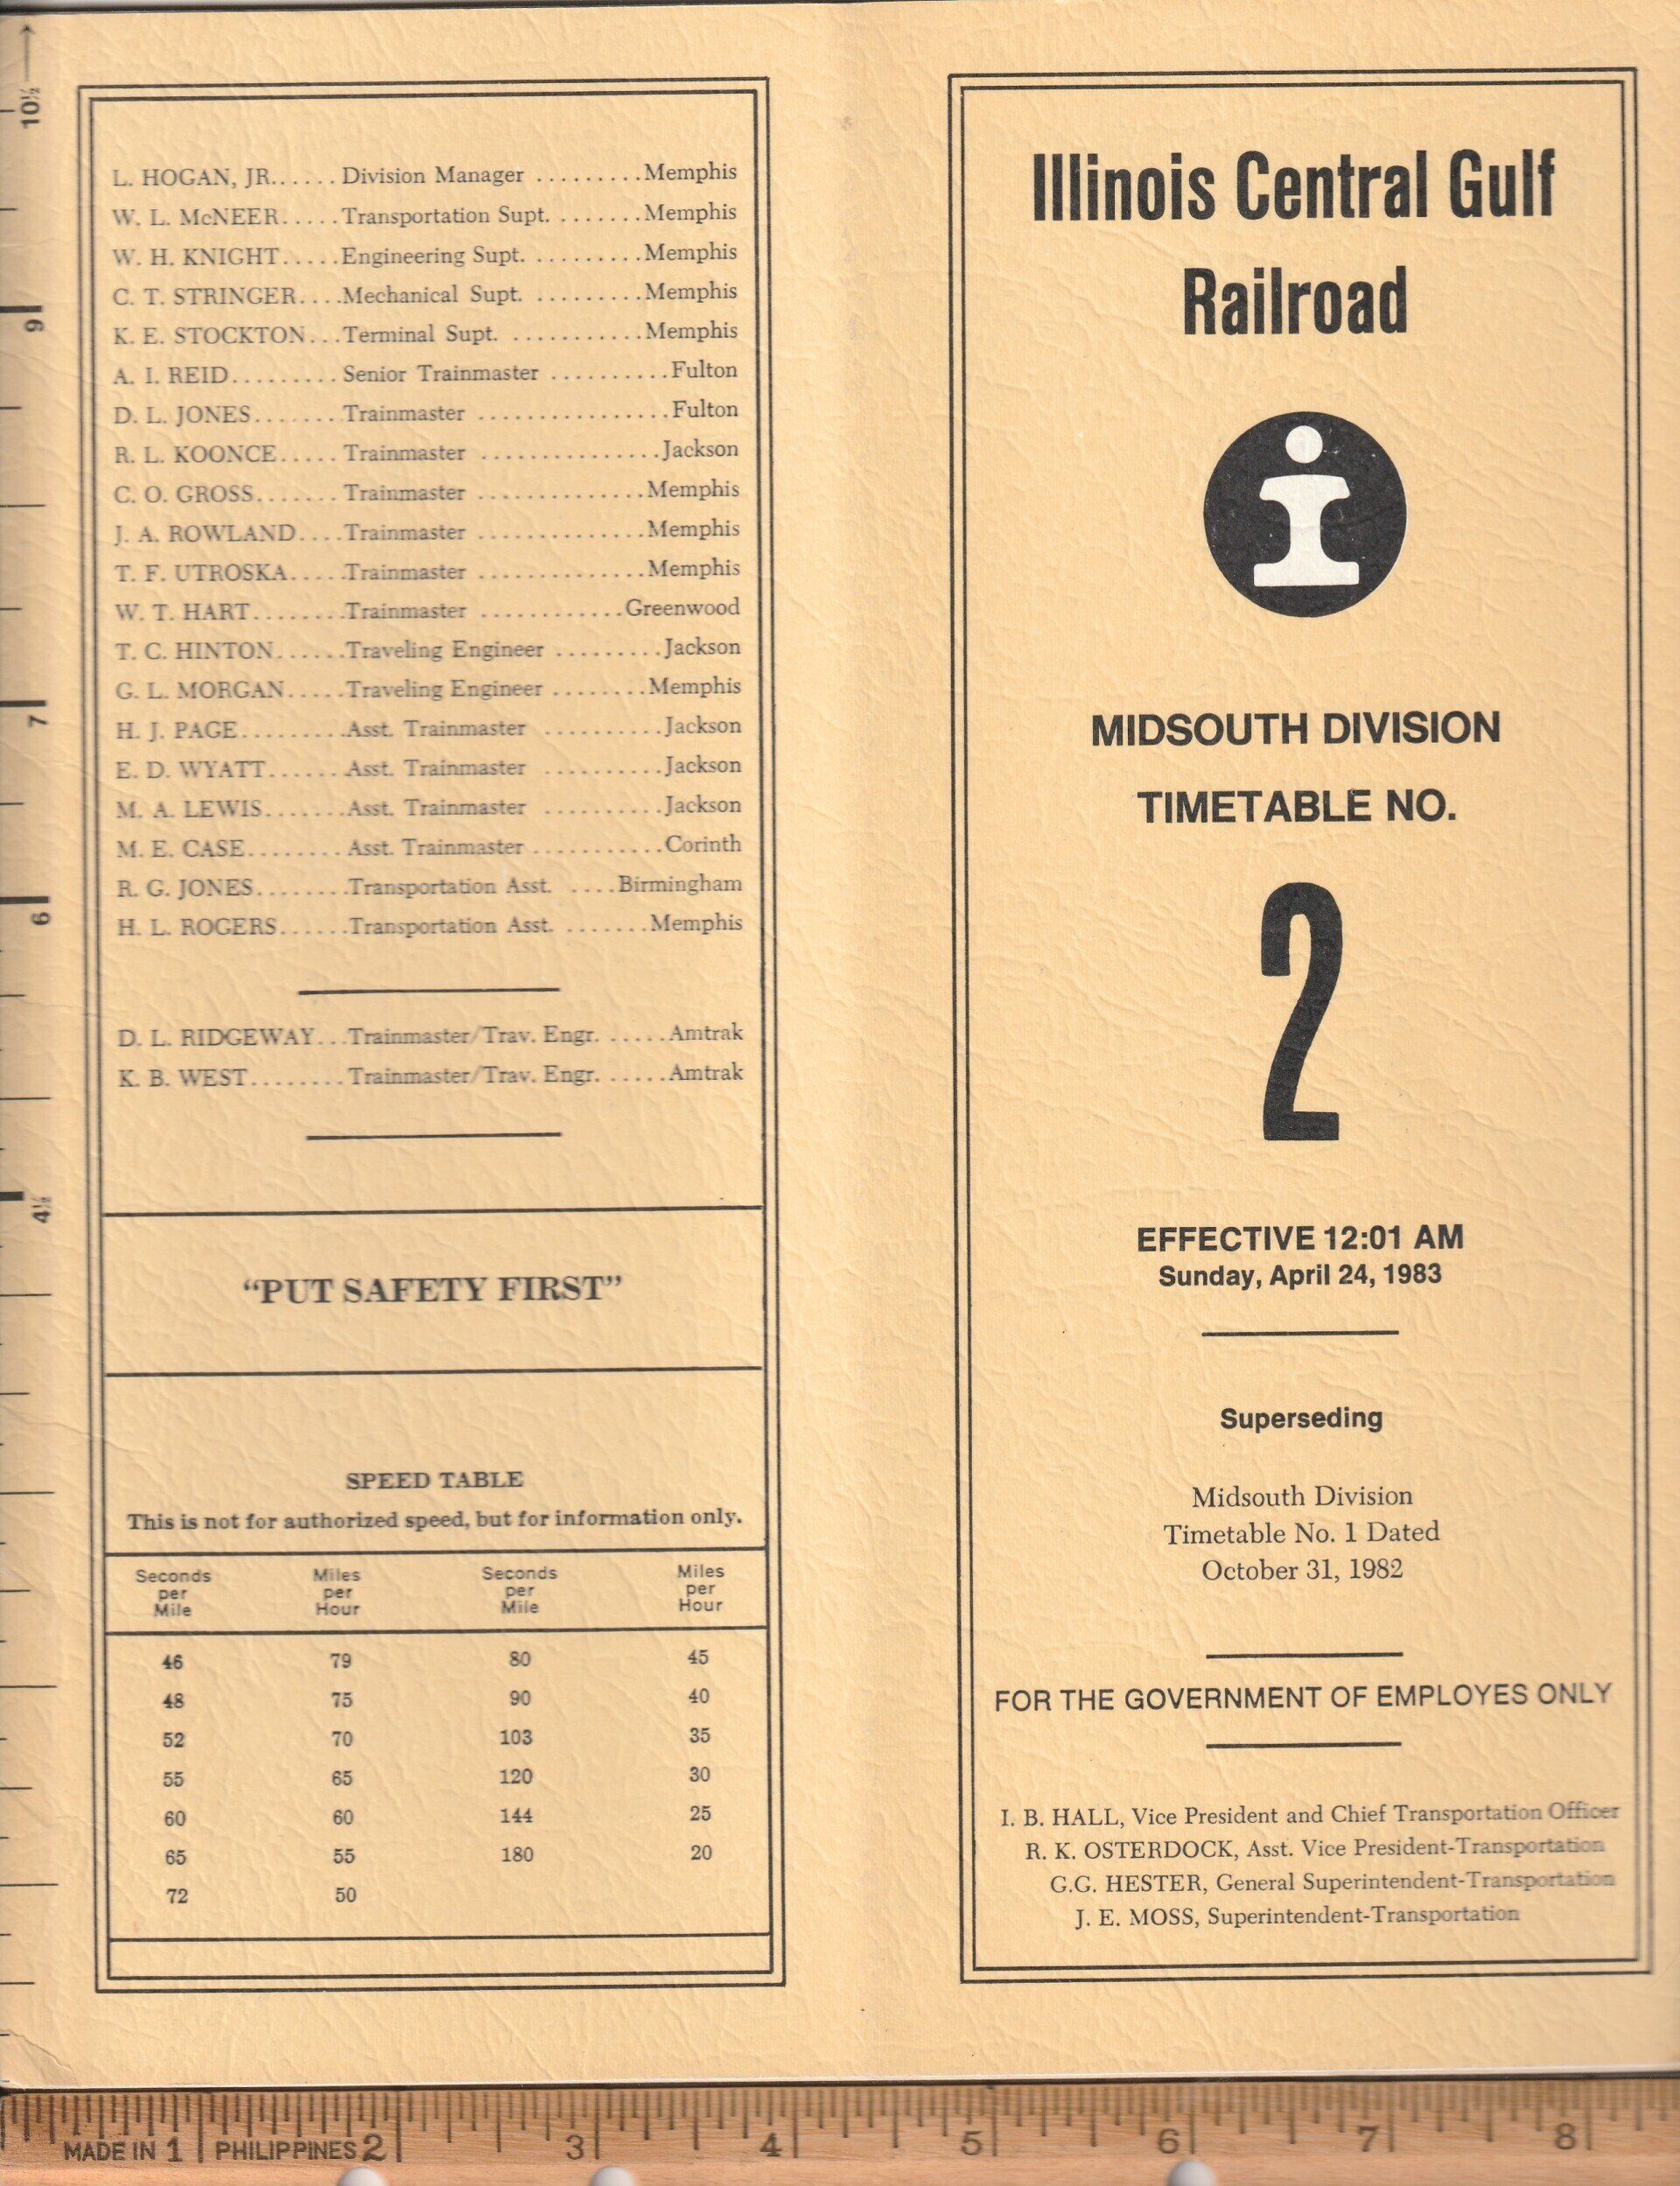 L. HOGAN, JR...... Division Manager .........Memphis
W. L. McNEER.....Transportation Supt. ........Memphis
W. H. KNIGHT.....Engineering Supt. ..........Memphis
C. T. STRINGER....Mechanical Supt. ..........Memphis
K. E. STOCKTON...Terminal Supt. ............Memphis
A. I. REID.........Senior Trainmaster ..........Fulton
D. L. JONES.......Trainmaster .................Fulton
R. L. KOONCE.....Trainmaster ................Jackson
C. O. GROSS.......Trainmaster ...............Memphis
J. A. ROWLAND....Trainmaster ...............Memphis
T. F. UTROSKA.....Trainmaster ...............Memphis
W. T. HART........Trainmaster .............Greenwood
T. C. HINTON......Traveling Engineer .........Jackson
G. L. MORGAN.....Traveling Engineer ........Memphis
H. J. PAGE.........Asst. Trainmaster ..........Jackson
E. D. WYATT.......Asst. Trainmaster ..........Jackson
M. A. LEWIS.......Asst. Trainmaster ..........Jackson
M. E. CASE........Asst. Trainmaster ...........Corinth
R. G. JONES........Transportation Asst. ....Birmingham
H. L. ROGERS......Transportation Asst. ........Memphis
D. L. RIDGEWAY...Trainmaster/Trav. Engr. ......Amtrak
K. B. WEST........Trainmaster/Trav. Engr. ......Amtrak
“PUT SAFETY FIRST”
SPEED TABLE
This is not for authorized speed, but for information only.
Seconds per Mile Miles per Hour Seconds per Mile Miles per Hour
46 79 80 45
48 75 90 40
52 70 103 35
55 65 120 30
60 60 144 25
65 55 180 20
72 50
Illinois Central Gulf
Railroad
i
MIDSOUTH DIVISION
TIMETABLE NO.
2
EFFECTIVE 12:01 AM
Sunday, April 24, 1983
Superseding
Midsouth Division
Timetable No. 1 Dated
October 31, 1982
FOR THE GOVERNMENT OF EMPLOYES ONLY
I. B. HALL, Vice President and Chief Transportation Officer
R. K. OSTERDOCK, Asst. Vice President-Transportation
G.G. HESTER, General Superintendent-Transportation
J. E. MOSS, Superintendent-Transportation
10½
9
7
6
4½
MADE IN 1 PHILIPPINES 2 3 4 5 6 7 8